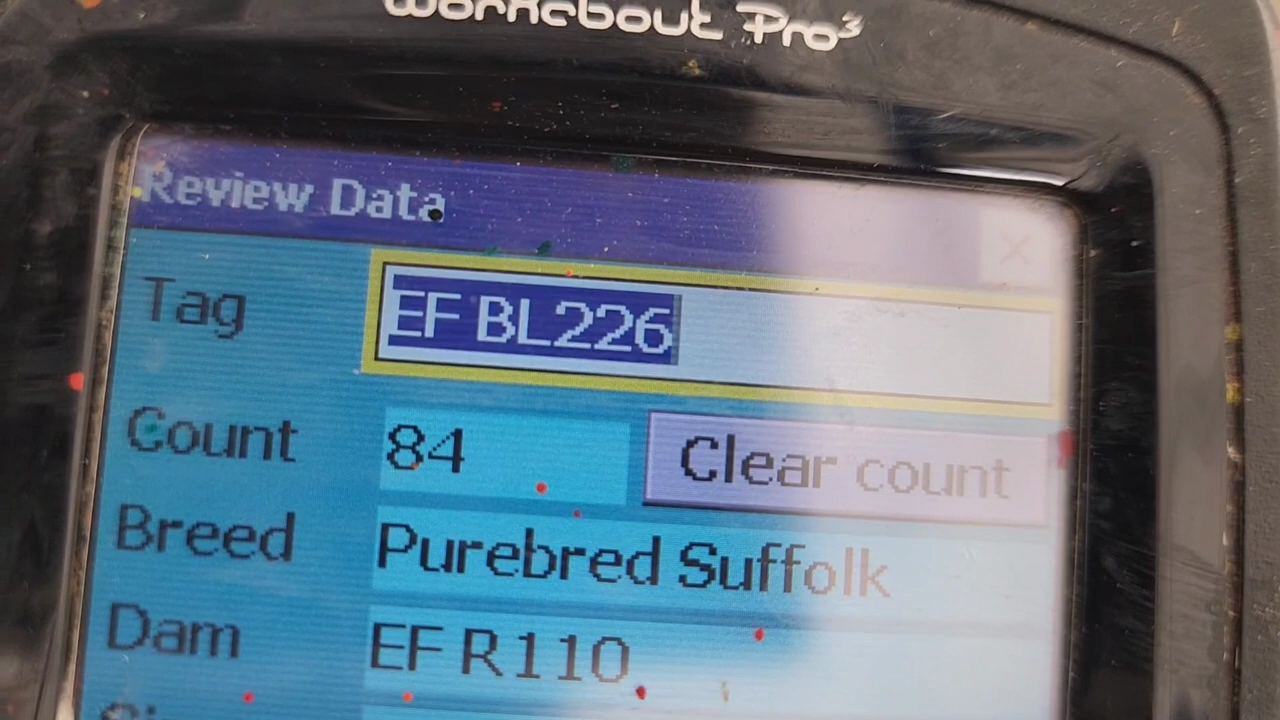 Workabout Pro3
Review Data
Tag EF BL226
Count 84 Clear count
Breed Purebred Suffolk
Dam EF R110